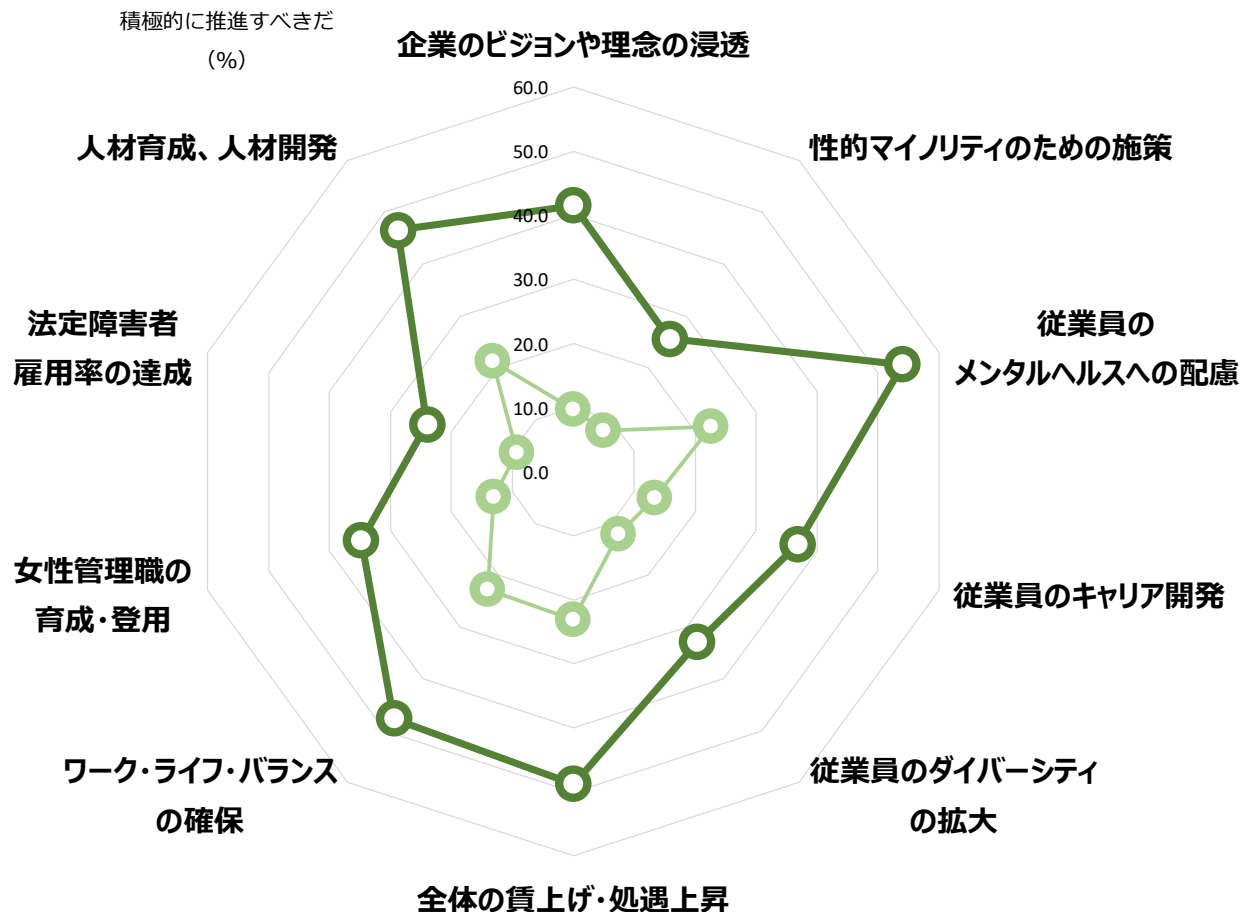 積極的に推進すべきだ
(%)
企業のビジョンや理念の浸透
60.0
50.0
40.0
30.0
20.0
10.0
0.0
性的マイノリティのための施策
従業員の
メンタルヘルスへの配慮
従業員のキャリア開発
従業員のダイバーシティ
の拡大
全体の賃上げ・処遇上昇
ワーク・ライフ・バランス
の確保
女性管理職の
育成・登用
法定障害者
雇用率の達成
人材育成、人材開発